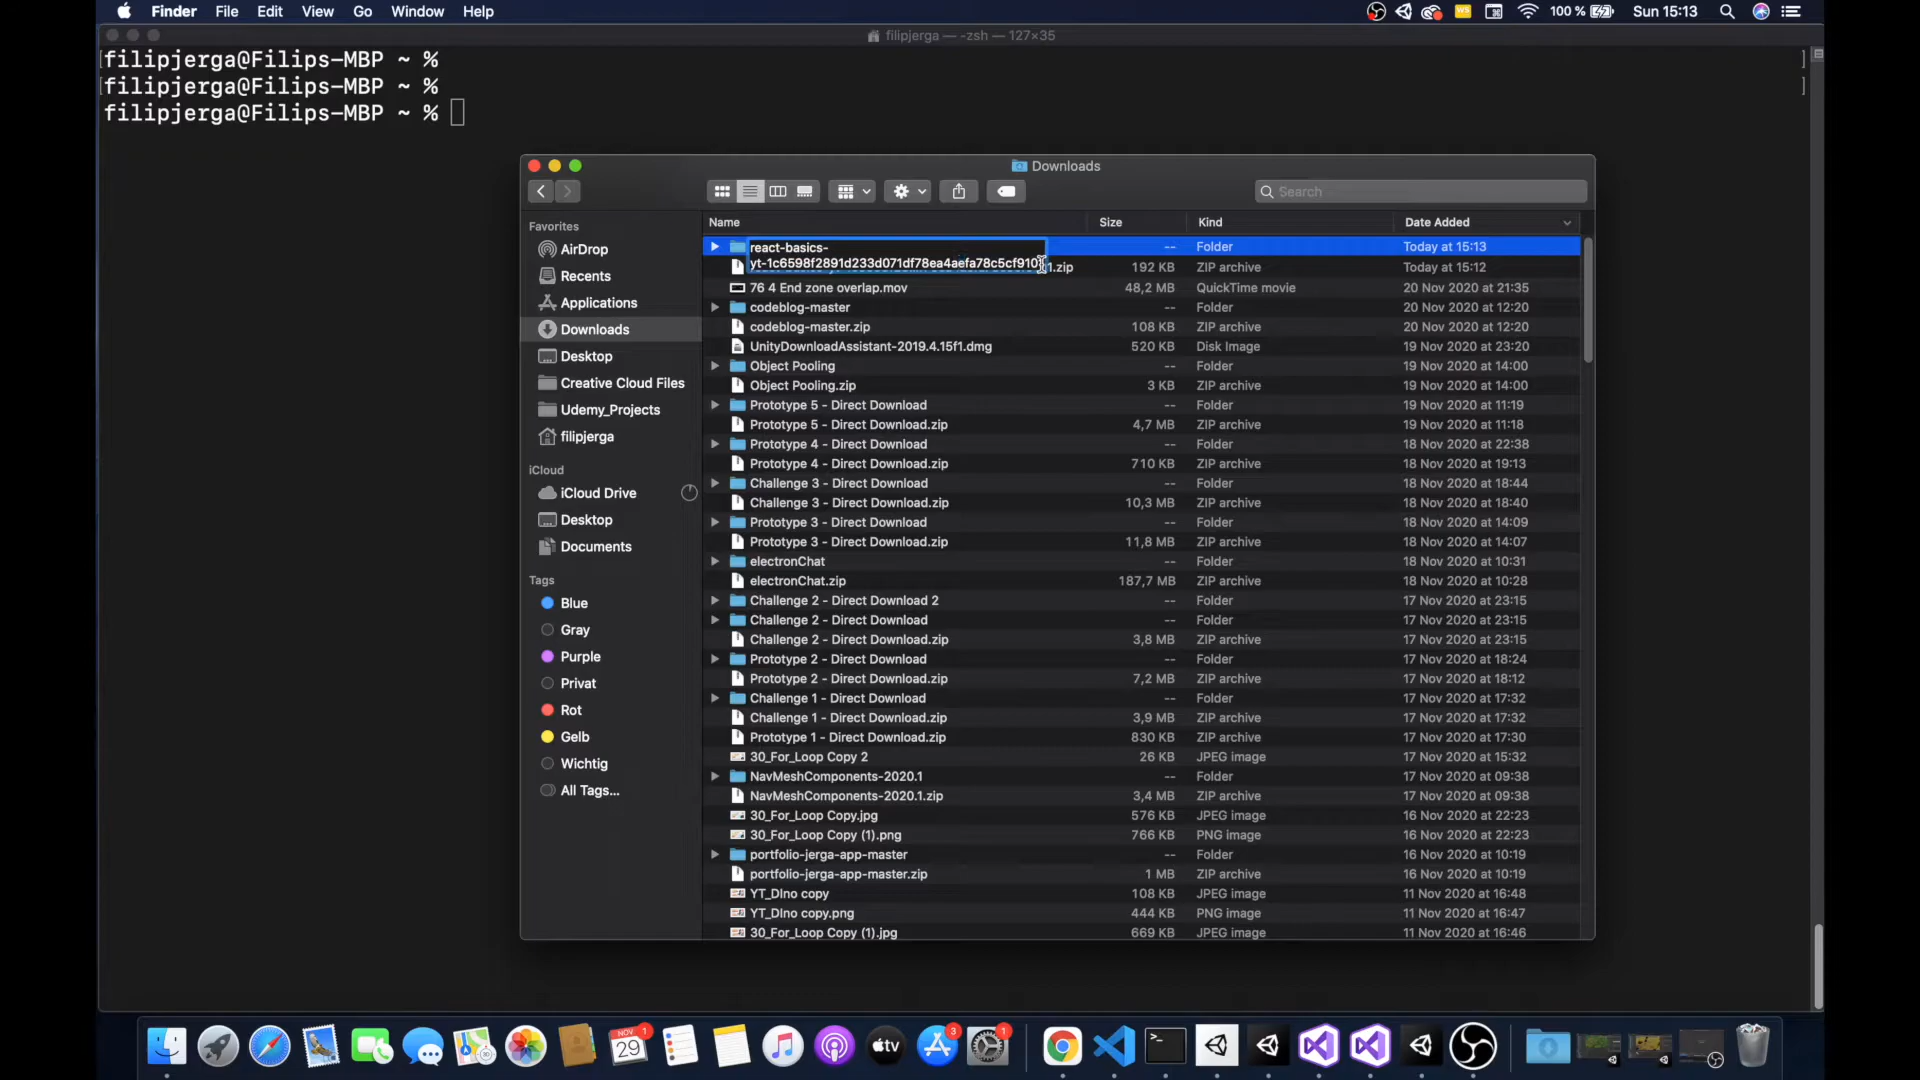 Finder File Edit View Go Window Help 100 % Sun 15:13
filipjerga — -zsh — 127×35
filipjerga@Filips-MBP ~ %
filipjerga@Filips-MBP ~ %
filipjerga@Filips-MBP ~ %
Downloads
Search
Favorites
AirDrop
Recents
Applications
Downloads
Desktop
Creative Cloud Files
Udemy_Projects
filipjerga
iCloud
iCloud Drive
Desktop
Documents
Tags
Blue
Gray
Purple
Privat
Rot
Gelb
Wichtig
All Tags...
Name Size Kind Date Added
react-basics- -- Folder Today at 15:13
yt-1c6598f2891d233d071df78ea4aefa78c5cf910
1.zip 192 KB ZIP archive Today at 15:12
76 4 End zone overlap.mov 48,2 MB QuickTime movie 20 Nov 2020 at 21:35
codeblog-master -- Folder 20 Nov 2020 at 12:20
codeblog-master.zip 108 KB ZIP archive 20 Nov 2020 at 12:20
UnityDownloadAssistant-2019.4.15f1.dmg 520 KB Disk Image 19 Nov 2020 at 23:20
Object Pooling -- Folder 19 Nov 2020 at 14:00
Object Pooling.zip 3 KB ZIP archive 19 Nov 2020 at 14:00
Prototype 5 - Direct Download -- Folder 19 Nov 2020 at 11:19
Prototype 5 - Direct Download.zip 4,7 MB ZIP archive 19 Nov 2020 at 11:18
Prototype 4 - Direct Download -- Folder 18 Nov 2020 at 22:38
Prototype 4 - Direct Download.zip 710 KB ZIP archive 18 Nov 2020 at 19:13
Challenge 3 - Direct Download -- Folder 18 Nov 2020 at 18:44
Challenge 3 - Direct Download.zip 10,3 MB ZIP archive 18 Nov 2020 at 18:40
Prototype 3 - Direct Download -- Folder 18 Nov 2020 at 14:09
Prototype 3 - Direct Download.zip 11,8 MB ZIP archive 18 Nov 2020 at 14:07
electronChat -- Folder 18 Nov 2020 at 10:31
electronChat.zip 187,7 MB ZIP archive 18 Nov 2020 at 10:28
Challenge 2 - Direct Download 2 -- Folder 17 Nov 2020 at 23:15
Challenge 2 - Direct Download -- Folder 17 Nov 2020 at 23:15
Challenge 2 - Direct Download.zip 3,8 MB ZIP archive 17 Nov 2020 at 23:15
Prototype 2 - Direct Download -- Folder 17 Nov 2020 at 18:24
Prototype 2 - Direct Download.zip 7,2 MB ZIP archive 17 Nov 2020 at 18:12
Challenge 1 - Direct Download -- Folder 17 Nov 2020 at 17:32
Challenge 1 - Direct Download.zip 3,9 MB ZIP archive 17 Nov 2020 at 17:32
Prototype 1 - Direct Download.zip 830 KB ZIP archive 17 Nov 2020 at 17:30
30_For_Loop Copy 2 26 KB JPEG image 17 Nov 2020 at 15:32
NavMeshComponents-2020.1 -- Folder 17 Nov 2020 at 09:38
NavMeshComponents-2020.1.zip 3,4 MB ZIP archive 17 Nov 2020 at 09:38
30_For_Loop Copy.jpg 576 KB JPEG image 16 Nov 2020 at 22:23
30_For_Loop Copy (1).png 766 KB PNG image 16 Nov 2020 at 22:23
portfolio-jerga-app-master -- Folder 16 Nov 2020 at 10:19
portfolio-jerga-app-master.zip 1 MB ZIP archive 16 Nov 2020 at 10:19
YT_DIno copy 108 KB JPEG image 11 Nov 2020 at 16:48
YT_DIno copy.png 444 KB PNG image 11 Nov 2020 at 16:47
30_For_Loop Copy (1).jpg 669 KB JPEG image 11 Nov 2020 at 16:46
NOV 1 29 tv 3 1